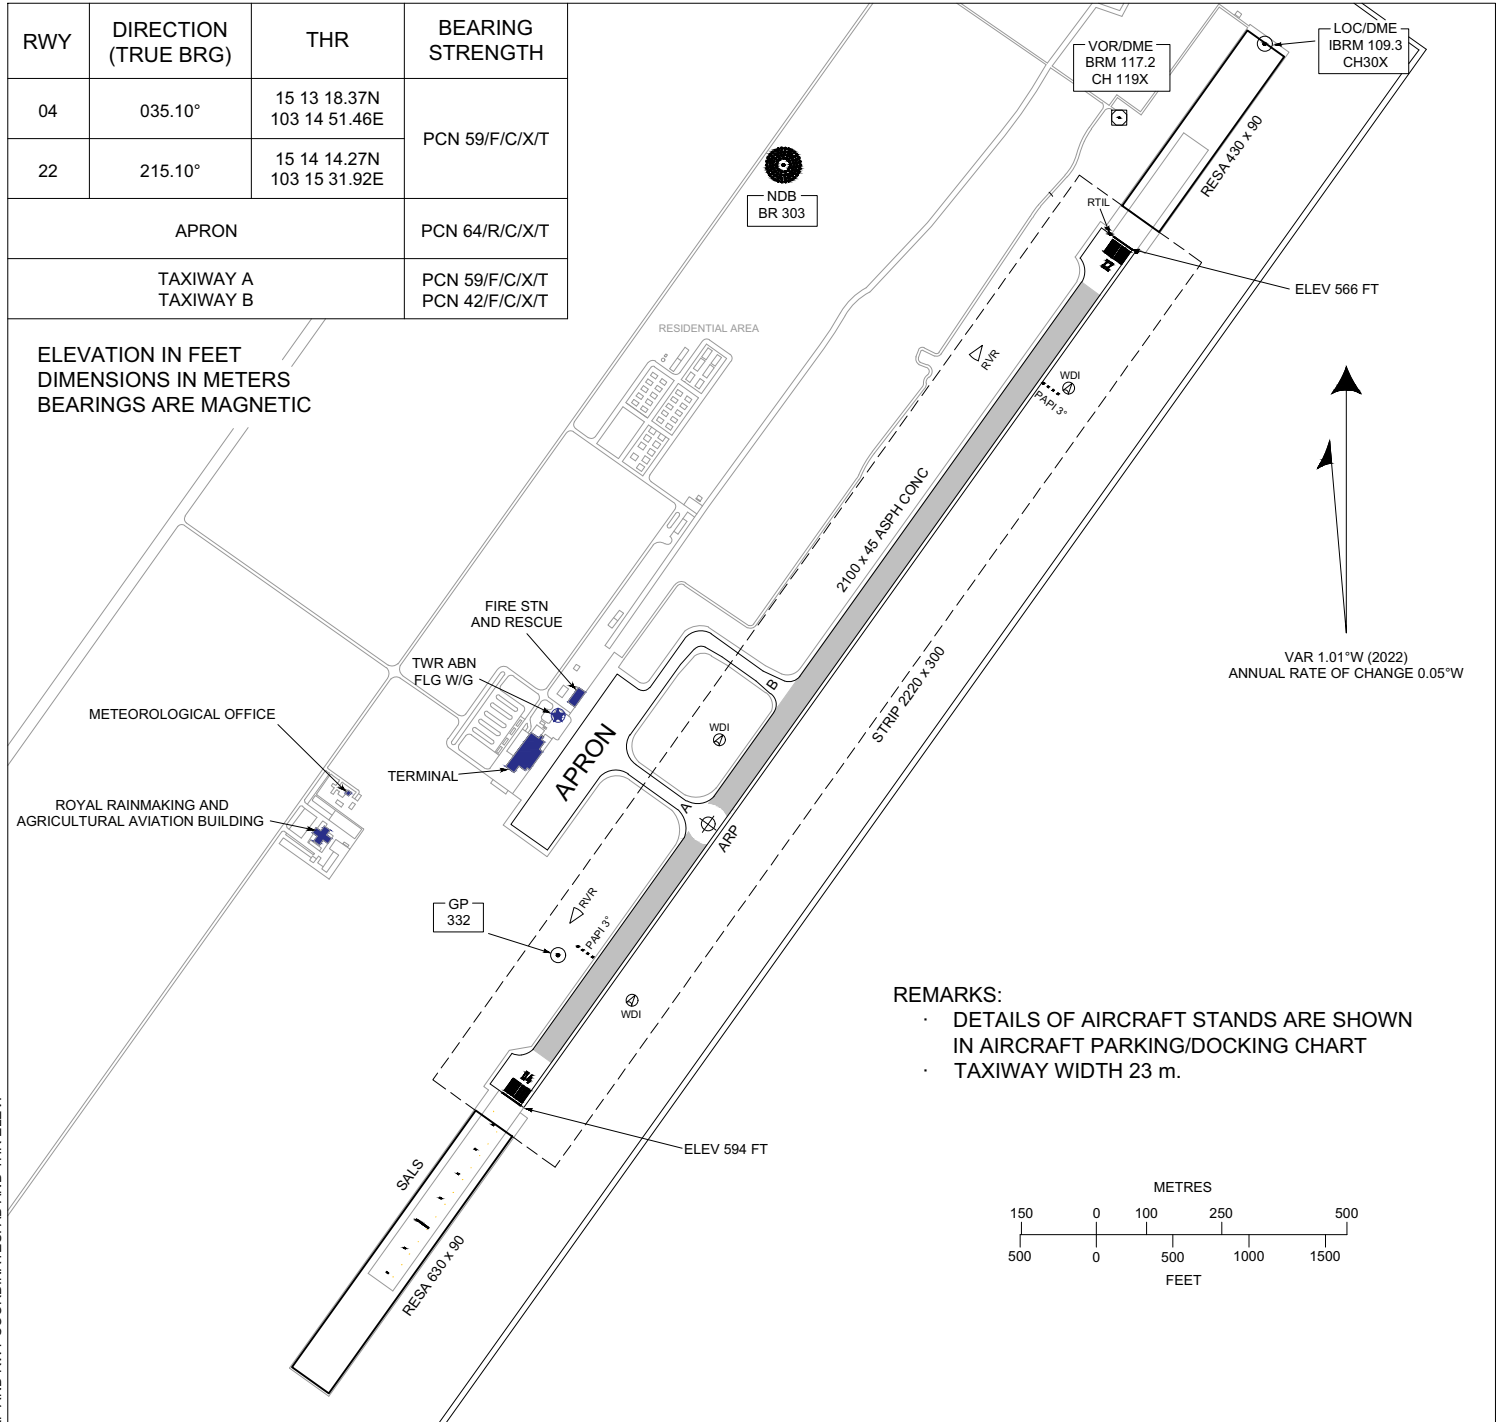 RWY
DIRECTION
(TRUE BRG)
THR
BEARING
STRENGTH
04
035.10°
15 13 18.37N
103 14 51.46E
PCN 59/F/C/X/T
22
215.10°
15 14 14.27N
103 15 31.92E
APRON
PCN 64/R/C/X/T
TAXIWAY A
TAXIWAY B
PCN 59/F/C/X/T
PCN 42/F/C/X/T
ELEVATION IN FEET
DIMENSIONS IN METERS
BEARINGS ARE MAGNETIC
VOR/DME
BRM 117.2
CH 119X
LOC/DME
IBRM 109.3
CH30X
NDB
BR 303
RESA 430 x 90
RTIL
22
ELEV 566 FT
RESIDENTIAL AREA
RVR
WDI
PAPI 3°
2100 x 45 ASPH CONC
STRIP 2220 x 300
VAR 1.01°W (2022)
ANNUAL RATE OF CHANGE 0.05°W
FIRE STN
AND RESCUE
TWR ABN
FLG W/G
METEOROLOGICAL OFFICE
TERMINAL
ROYAL RAINMAKING AND
AGRICULTURAL AVIATION BUILDING
APRON
B
WDI
A
ARP
GP
332
RVR
PAPI 3°
WDI
REMARKS:
· DETAILS OF AIRCRAFT STANDS ARE SHOWN
IN AIRCRAFT PARKING/DOCKING CHART
· TAXIWAY WIDTH 23 m.
ELEV 594 FT
SALS
RESA 630 x 90
METRES
150 0 100 250 500
500 0 500 1000 1500
FEET